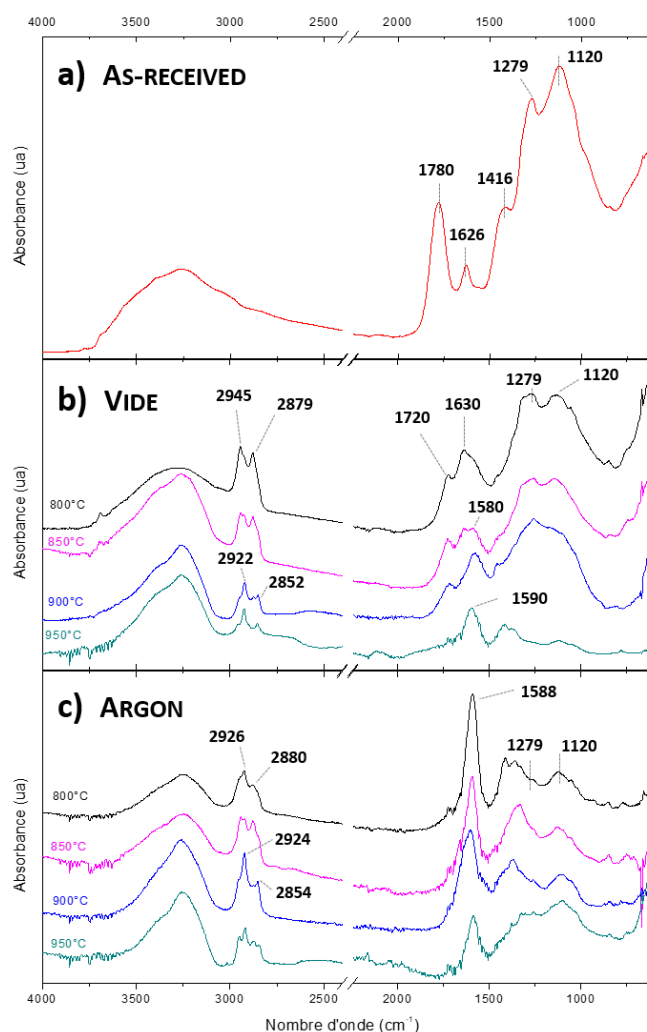 4000 3500 3000 2500 2000 1500 1000
a) AS-RECEIVED
1279
1120
1780
1626
1416
Absorbance (ua)
b) VIDE
2945
2879
1720
1630
1279
1120
800°C
850°C
1580
2922
2852
900°C
1590
950°C
Absorbance (ua)
c) ARGON
1588
2926
2880
1279
1120
800°C
2924
850°C
2854
900°C
950°C
Absorbance (ua)
4000 3500 3000 2500 2000 1500 1000
Nombre d'onde (cm⁻¹)